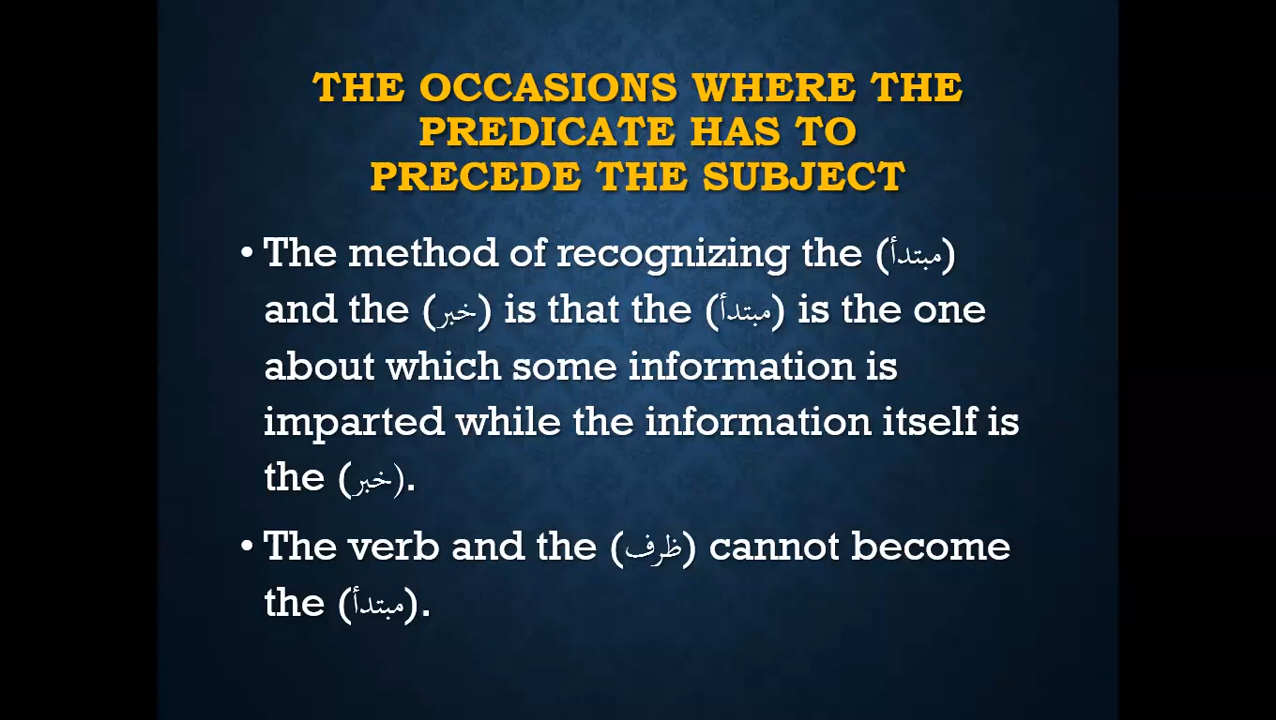 THE OCCASIONS WHERE THE
PREDICATE HAS TO
PRECEDE THE SUBJECT
• The method of recognizing the (مبتدأ)
and the (خبر) is that the (مبتدأ) is the one
about which some information is
imparted while the information itself is
the (خبر).
• The verb and the (ظرف) cannot become
the (مبتدأ).